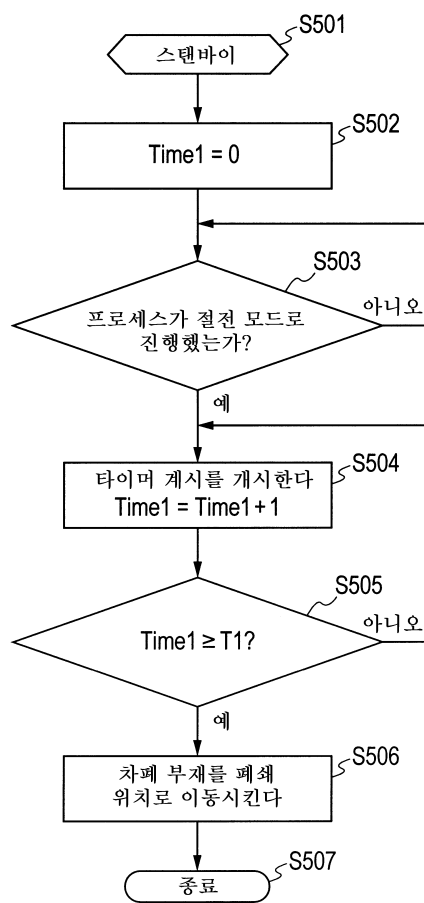 S501
스탠바이
S502
Time1 = 0
S503
프로세스가 절전 모드로
진행했는가?
아니오
예
S504
타이머 계시를 개시한다
Time1 = Time1 + 1
S505
Time1 ≥ T1?
아니오
예
S506
차폐 부재를 폐쇄
위치로 이동시킨다
S507
종료